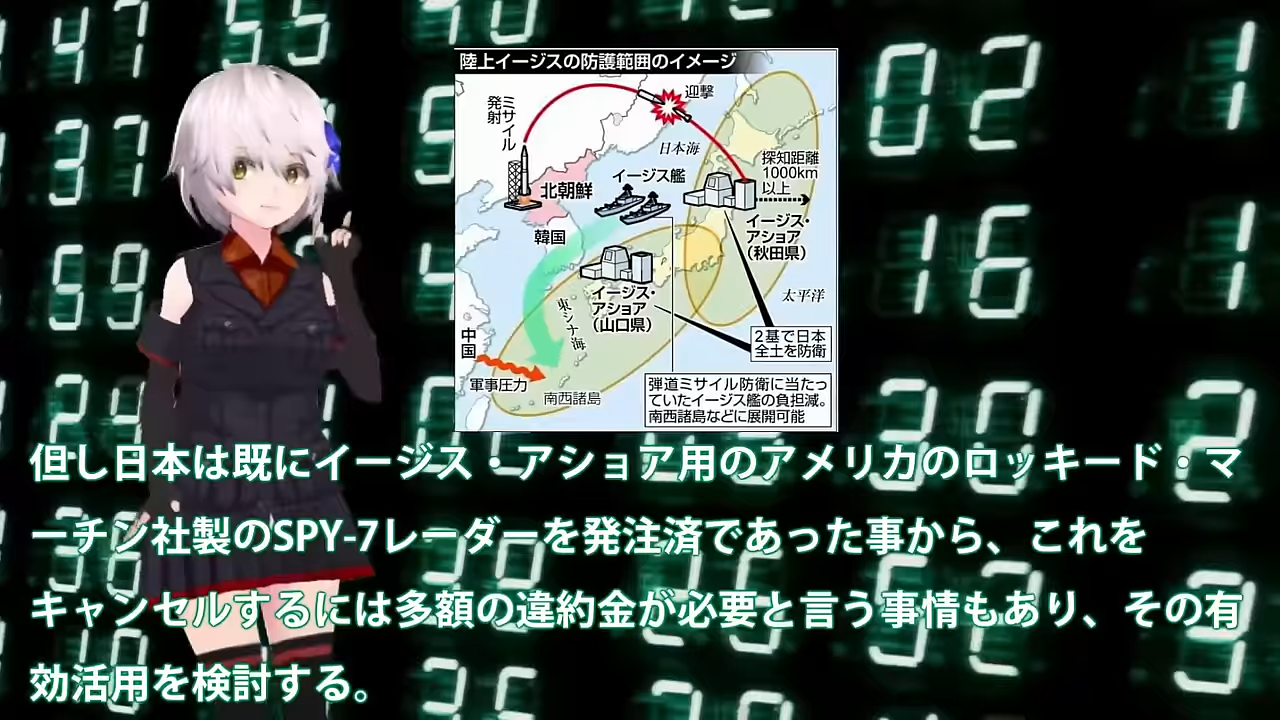 陸上イージスの防護範囲のイメージ
ミサイル
発射
迎撃
日本海
探知距離
1000km
以上
北朝鮮
イージス艦
韓国
イージス・
アショア
(秋田県)
イージス・
アショア
(山口県)
東シナ海
太平洋
中国
軍事圧力
南西諸島
2基で日本
全土を防衛
弾道ミサイル防衛に当たっ
ていたイージス艦の負担減。
南西諸島などに展開可能
但し日本は既にイージス・アショア用のアメリカのロッキード・マ
ーチン社製のSPY-7レーダーを発注済であった事から、これを
キャンセルするには多額の違約金が必要と言う事情もあり、その有
効活用を検討する。
47
55
02
1
37
59
16
1
24
30
2